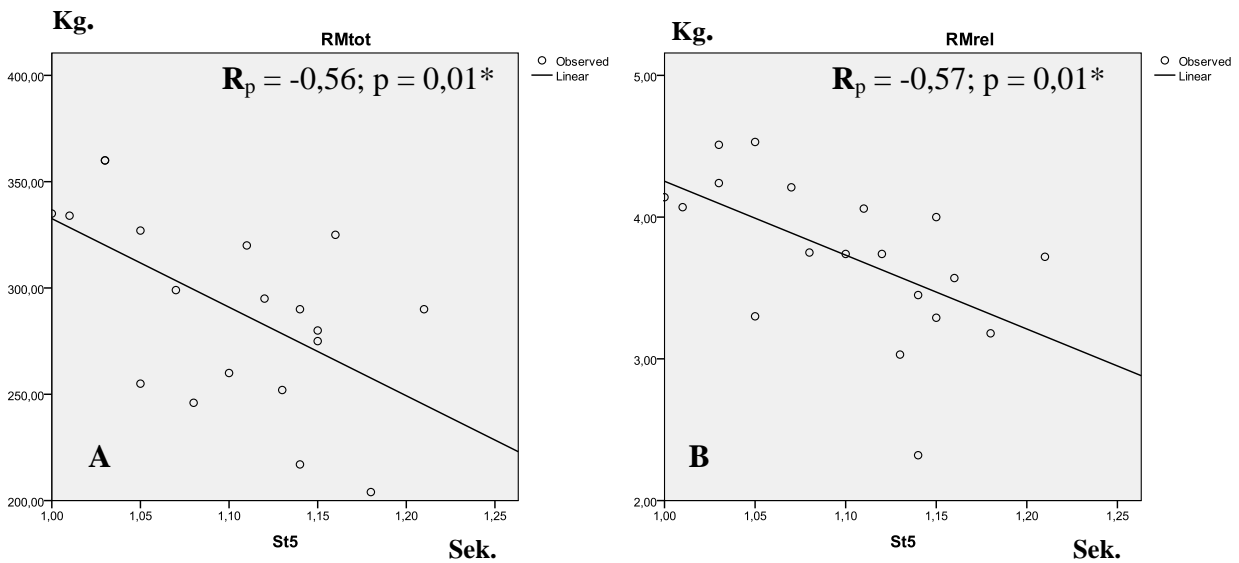 Kg.
RMtot
Observed
Linear
R_p = -0,56; p = 0,01*
400,00
350,00
300,00
250,00
200,00
A
1,00 1,05 1,10 1,15 1,20 1,25
St5
Sek.
Kg.
RMrel
Observed
Linear
R_p = -0,57; p = 0,01*
5,00
4,00
3,00
2,00
B
1,00 1,05 1,10 1,15 1,20 1,25
St5
Sek.